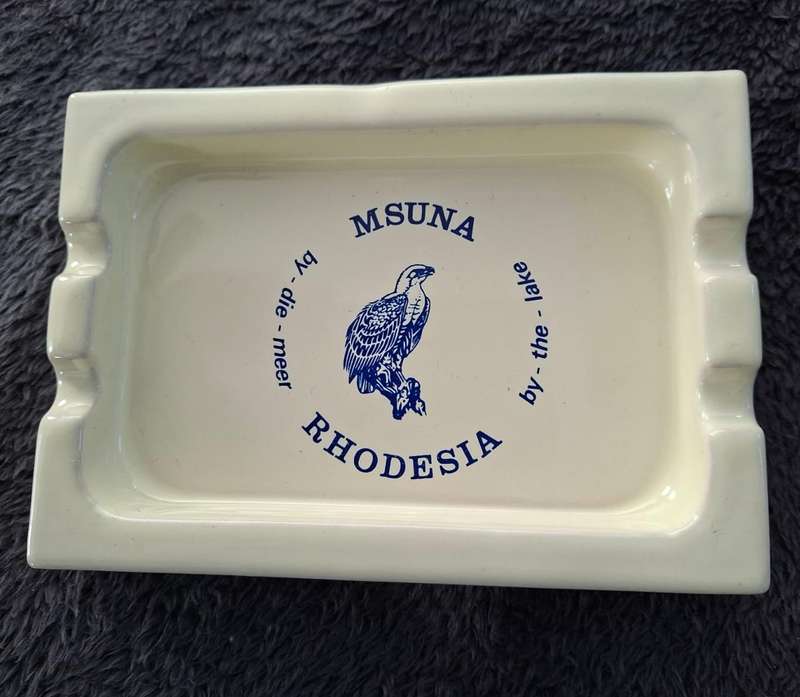 MSUNA
by - die - meer
by - the - lake
RHODESIA